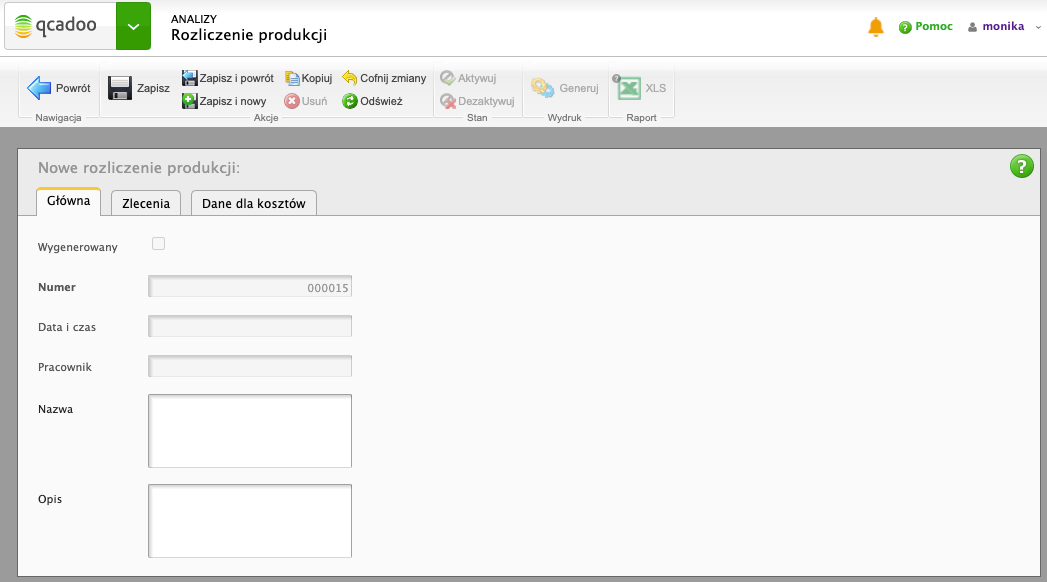 qcadoo
ANALIZY
Rozliczenie produkcji
Pomoc
monika
Powrót
Nawigacja
Zapisz
Zapisz i powrót
Kopiuj
Cofnij zmiany
Zapisz i nowy
Usuń
Odśwież
Akcje
Aktywuj
Dezaktywuj
Stan
Generuj
Wydruk
XLS
Raport
Nowe rozliczenie produkcji:
Główna
Zlecenia
Dane dla kosztów
Wygenerowany
Numer 000015
Data i czas
Pracownik
Nazwa
Opis